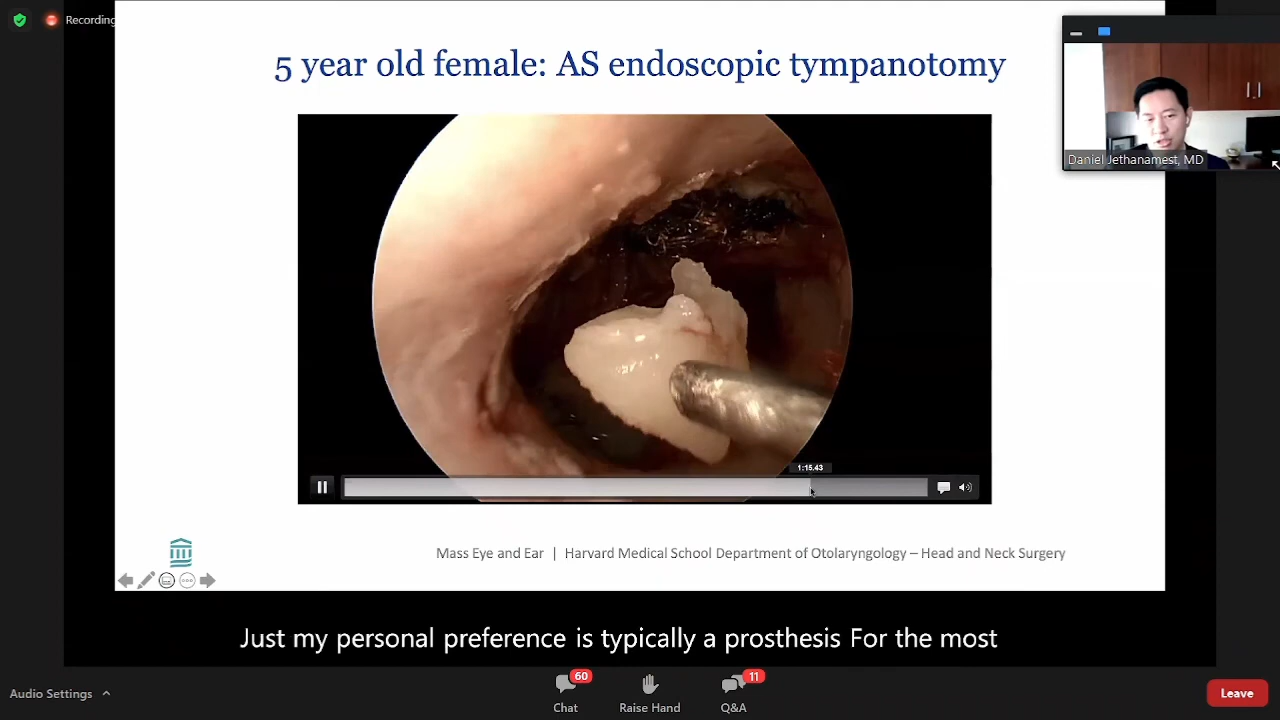 Recording
5 year old female: AS endoscopic tympanotomy
Daniel Jethanamest, MD
1:15.43
Mass Eye and Ear | Harvard Medical School Department of Otolaryngology – Head and Neck Surgery
Just my personal preference is typically a prosthesis For the most
Audio Settings
60
Chat
Raise Hand
11
Q&A
Leave